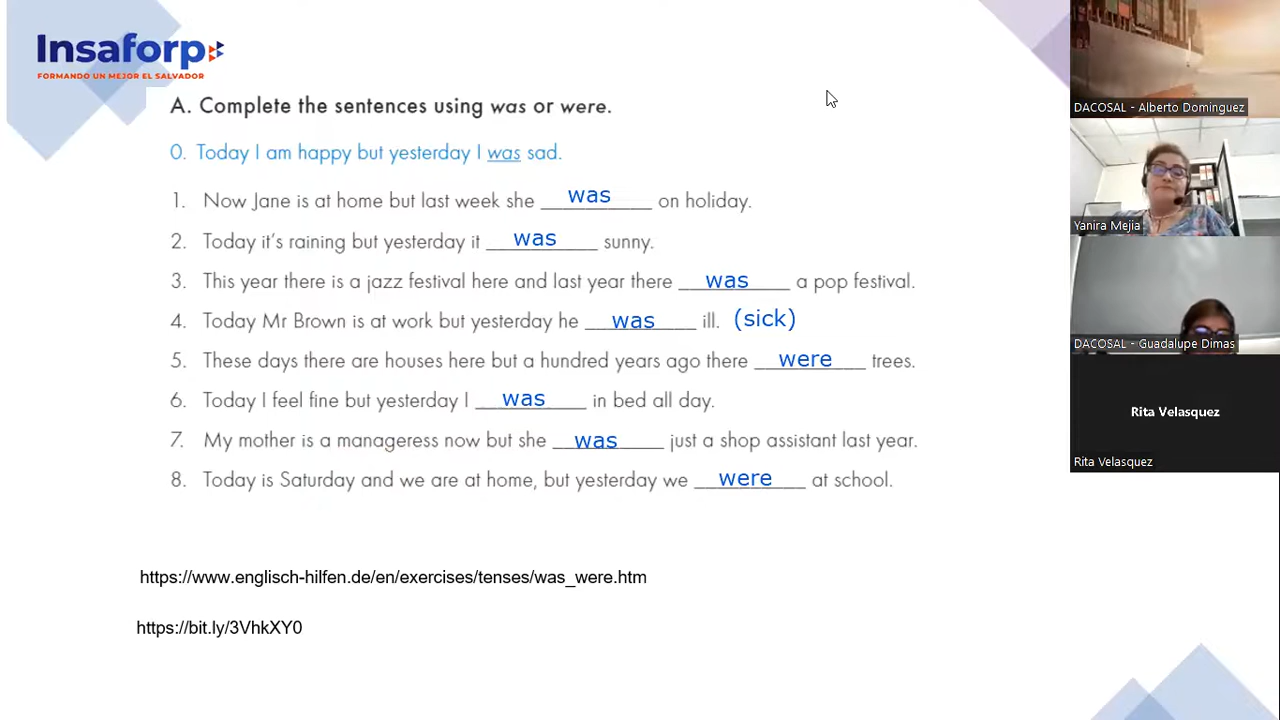 Insaforp
FORMANDO UN MEJOR EL SALVADOR
A. Complete the sentences using was or were.
0. Today I am happy but yesterday I was sad.
1. Now Jane is at home but last week she was on holiday.
2. Today it's raining but yesterday it was sunny.
3. This year there is a jazz festival here and last year there was a pop festival.
4. Today Mr Brown is at work but yesterday he was ill. (sick)
5. These days there are houses here but a hundred years ago there were trees.
6. Today I feel fine but yesterday I was in bed all day.
7. My mother is a manageress now but she was just a shop assistant last year.
8. Today is Saturday and we are at home, but yesterday we were at school.
https://www.englisch-hilfen.de/en/exercises/tenses/was_were.htm
https://bit.ly/3VhkXY0
DACOSAL - Alberto Domínguez
Yanira Mejia
DACOSAL - Guadalupe Dimas
Rita Velasquez
Rita Velasquez